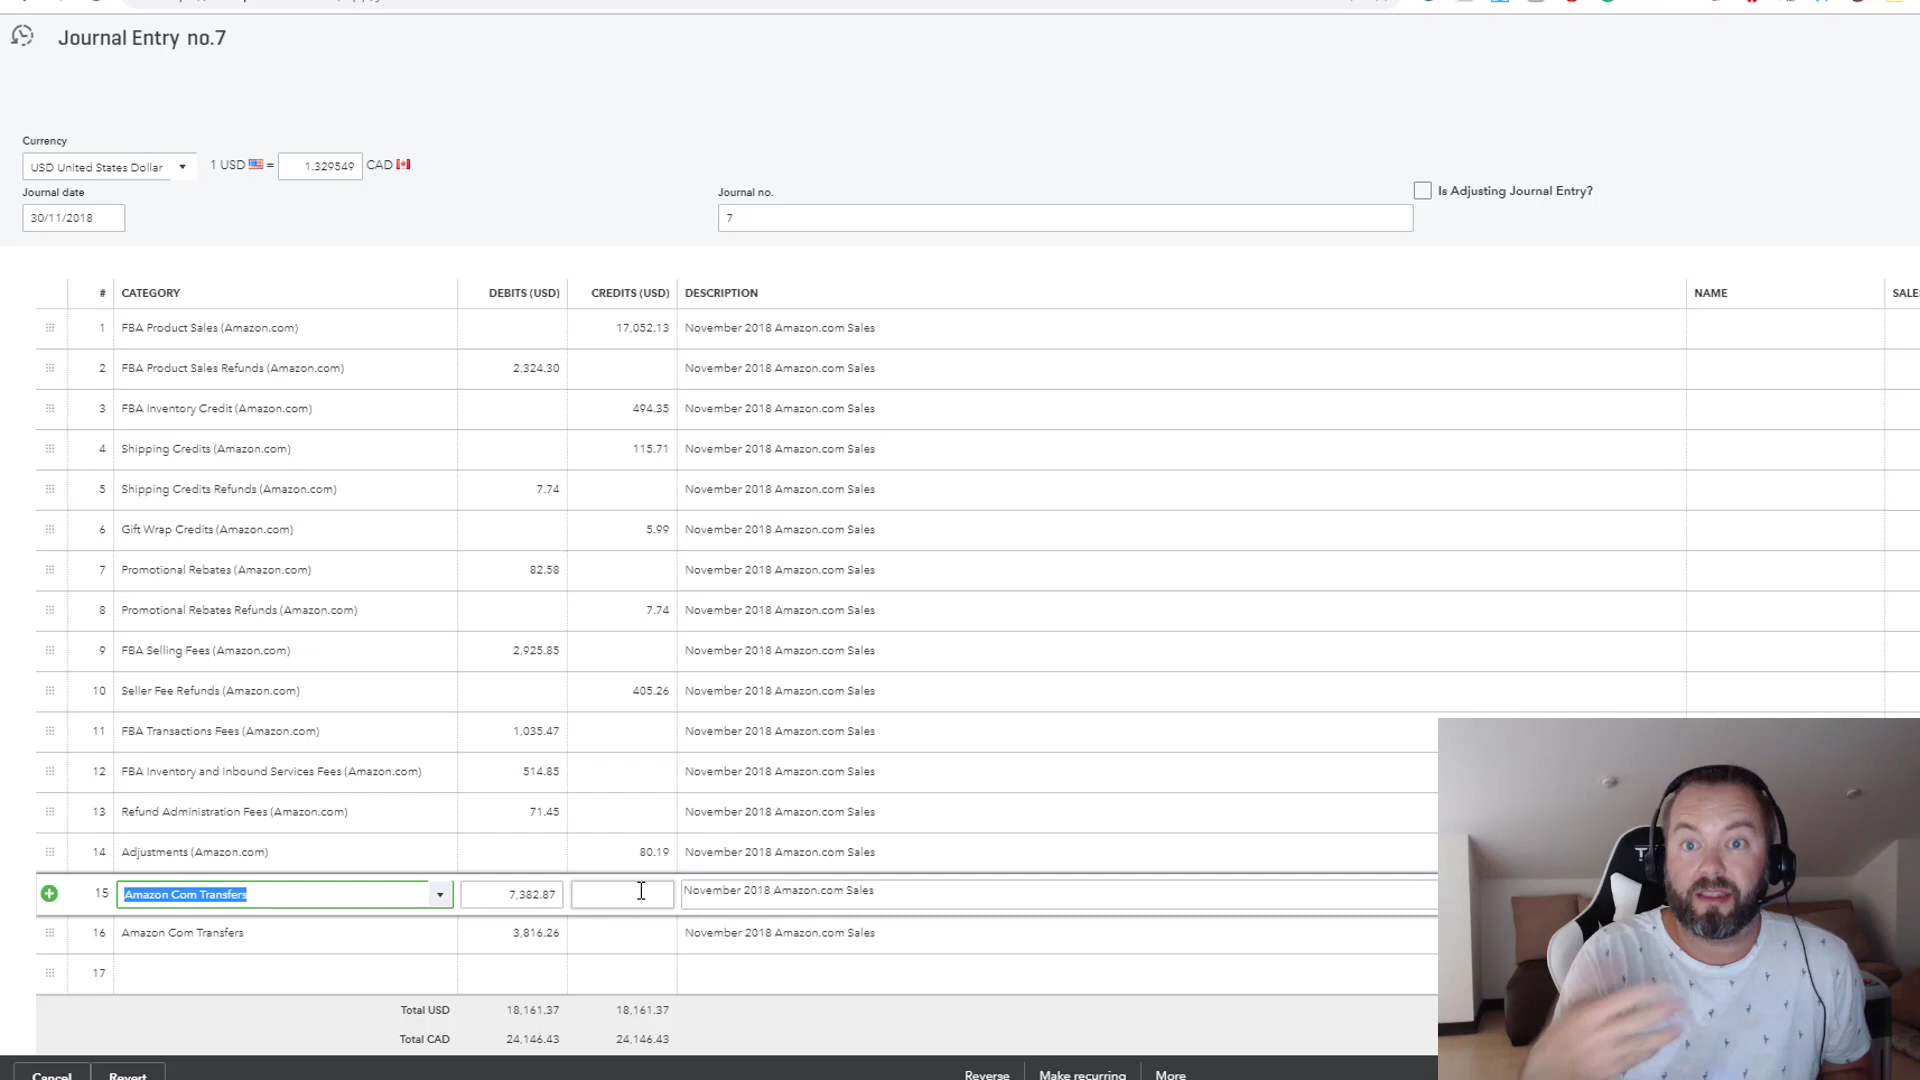 Journal Entry no.7
Currency
USD United States Dollar 1 USD = 1.329549 CAD
Journal date Journal no. Is Adjusting Journal Entry?
30/11/2018 7
# CATEGORY DEBITS (USD) CREDITS (USD) DESCRIPTION NAME SALES
1 FBA Product Sales (Amazon.com) 17,052.13 November 2018 Amazon.com Sales
2 FBA Product Sales Refunds (Amazon.com) 2,324.30 November 2018 Amazon.com Sales
3 FBA Inventory Credit (Amazon.com) 494.35 November 2018 Amazon.com Sales
4 Shipping Credits (Amazon.com) 115.71 November 2018 Amazon.com Sales
5 Shipping Credits Refunds (Amazon.com) 7.74 November 2018 Amazon.com Sales
6 Gift Wrap Credits (Amazon.com) 5.99 November 2018 Amazon.com Sales
7 Promotional Rebates (Amazon.com) 82.58 November 2018 Amazon.com Sales
8 Promotional Rebates Refunds (Amazon.com) 7.74 November 2018 Amazon.com Sales
9 FBA Selling Fees (Amazon.com) 2,925.85 November 2018 Amazon.com Sales
10 Seller Fee Refunds (Amazon.com) 405.26 November 2018 Amazon.com Sales
11 FBA Transactions Fees (Amazon.com) 1,035.47 November 2018 Amazon.com Sales
12 FBA Inventory and Inbound Services Fees (Amazon.com) 514.85 November 2018 Amazon.com Sales
13 Refund Administration Fees (Amazon.com) 71.45 November 2018 Amazon.com Sales
14 Adjustments (Amazon.com) 80.19 November 2018 Amazon.com Sales
15 Amazon Com Transfers 7,382.87 November 2018 Amazon.com Sales
16 Amazon Com Transfers 3,816.26 November 2018 Amazon.com Sales
17
Total USD 18,161.37 18,161.37
Total CAD 24,146.43 24,146.43
Cancel Revert Reverse Make recurring More